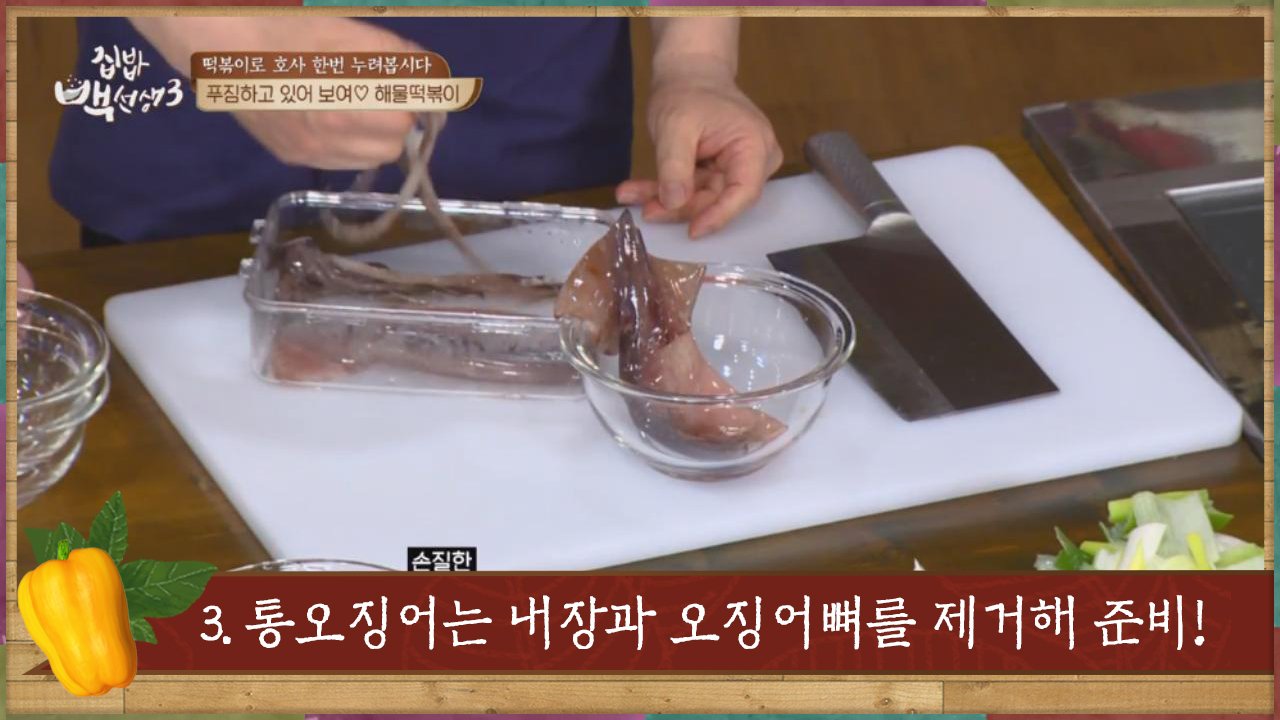 집밥
백선생3
떡볶이로 호사 한번 누려봅시다
푸짐하고 있어 보여♡ 해물떡볶이
손질한
3. 통오징어는 내장과 오징어뼈를 제거해 준비!